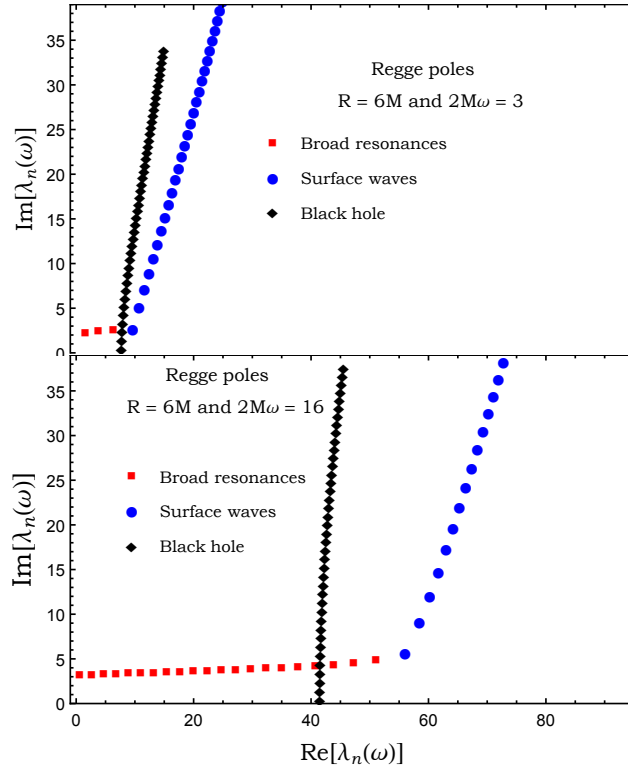 35
30
25
20
15
10
5
0
Im[λₙ(ω)]
Regge poles
R = 6M and 2Mω = 3
Broad resonances
Surface waves
Black hole
35
30
25
20
15
10
5
0
Im[λₙ(ω)]
Regge poles
R = 6M and 2Mω = 16
Broad resonances
Surface waves
Black hole
0 20 40 60 80
Re[λₙ(ω)]